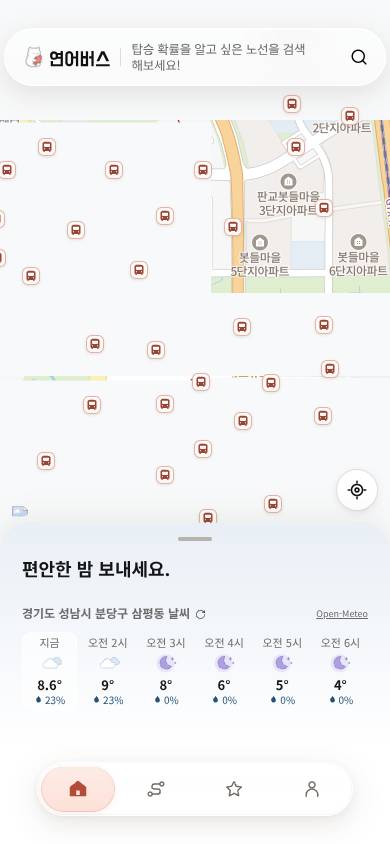 연어버스
탑승 확률을 알고 싶은 노선을 검색
해보세요!
2단지아파트
판교봇들마을
3단지아파트
봇들마을
5단지아파트
봇들마을
6단지아파트
편안한 밤 보내세요.
경기도 성남시 분당구 삼평동 날씨
Open-Meteo
지금 오전 2시 오전 3시 오전 4시 오전 5시 오전 6시
8.6° 9° 8° 6° 5° 4°
23% 23% 0% 0% 0% 0%